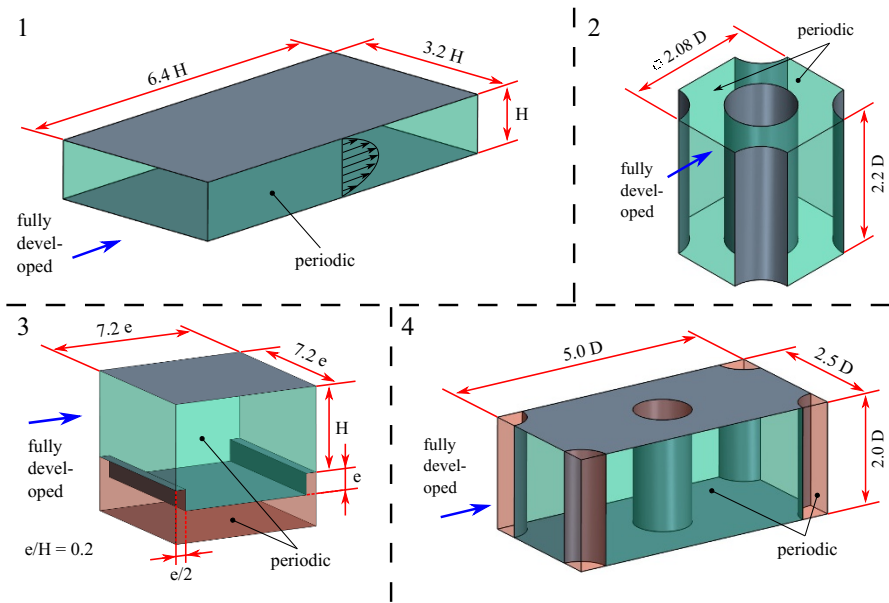 1
6.4 H
3.2 H
H
fully
devel-
oped
periodic
2
2.08 D
periodic
fully
devel-
oped
2.2 D
3
7.2 e
7.2 e
H
e
fully
devel-
oped
e/H = 0.2
e/2
periodic
4
5.0 D
2.5 D
2.0 D
fully
devel-
oped
periodic